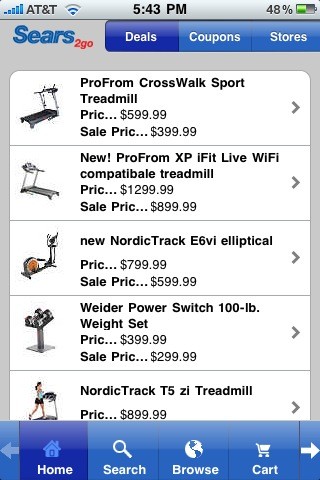 AT&T 5:43 PM 48%
Sears2go Deals Coupons Stores
ProFrom CrossWalk Sport
Treadmill
Pric... $599.99
Sale Pric... $399.99
New! ProFrom XP iFit Live WiFi
compatibale treadmill
Pric... $1299.99
Sale Pric... $899.99
new NordicTrack E6vi elliptical
Pric... $799.99
Sale Pric... $599.99
Weider Power Switch 100-lb.
Weight Set
Pric... $399.99
Sale Pric... $299.99
NordicTrack T5 zi Treadmill
Pric... $899.99
Home Search Browse Cart